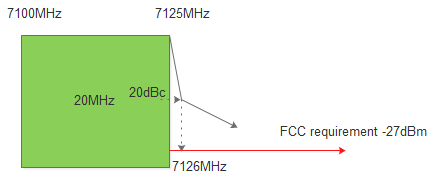 7100MHz 7125MHz
20MHz
20dBc
FCC requirement -27dBm
7126MHz